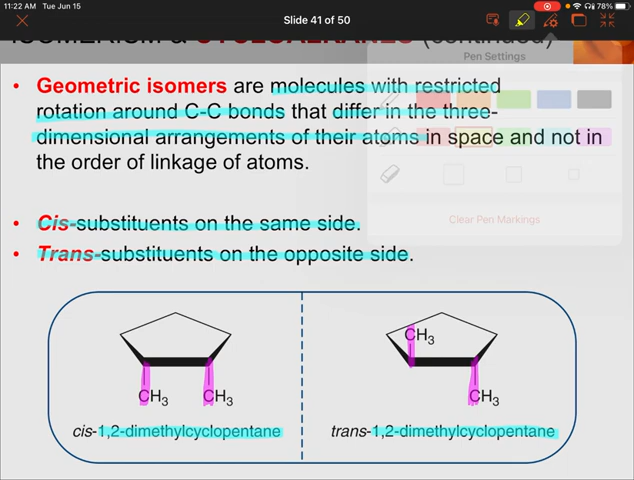 11:22 AM Tue Jun 15
78%
Slide 41 of 50
ISOMERISM & CYCLOALKANES (continued)
Pen Settings
• Geometric isomers are molecules with restricted
rotation around C-C bonds that differ in the three-
dimensional arrangements of their atoms in space and not in
the order of linkage of atoms.
Clear Pen Markings
• Cis-substituents on the same side.
• Trans-substituents on the opposite side.
CH3
CH3 CH3 CH3
cis-1,2-dimethylcyclopentane trans-1,2-dimethylcyclopentane